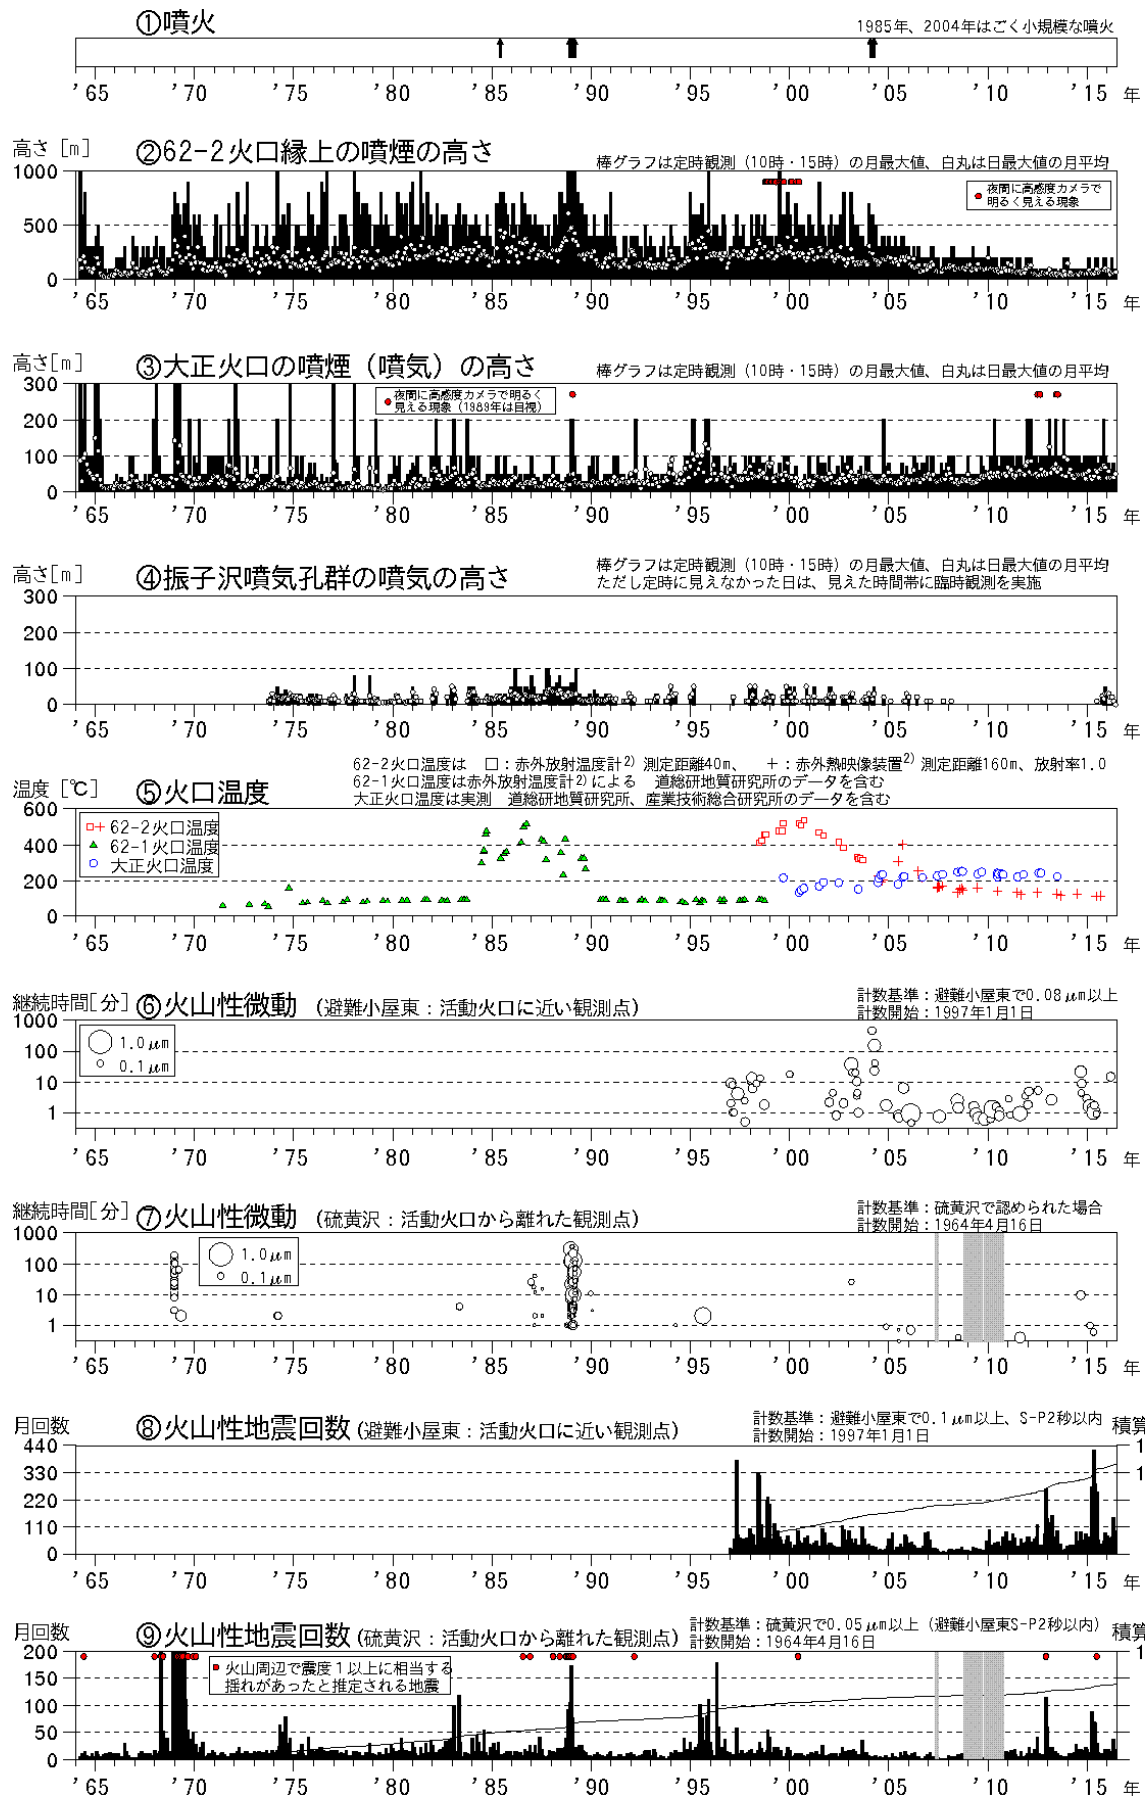 ①噴火
1985年、2004年はごく小規模な噴火
'65 '70 '75 '80 '85 '90 '95 '00 '05 '10 '15 年
高さ [m]
②62-2火口縁上の噴煙の高さ
棒グラフは定時観測（10時・15時）の月最大値、白丸は日最大値の月平均
夜間に高感度カメラで
明るく見える現象
1000
500
0
'65 '70 '75 '80 '85 '90 '95 '00 '05 '10 '15 年
高さ[m]
③大正火口の噴煙（噴気）の高さ
棒グラフは定時観測（10時・15時）の月最大値、白丸は日最大値の月平均
夜間に高感度カメラで明るく
見える現象（1989年は目視）
300
200
100
0
'65 '70 '75 '80 '85 '90 '95 '00 '05 '10 '15 年
高さ[m]
④振子沢噴気孔群の噴気の高さ
棒グラフは定時観測（10時・15時）の月最大値、白丸は日最大値の月平均
ただし定時に見えなかった日は、見えた時間帯に臨時観測を実施
300
200
100
0
'65 '70 '75 '80 '85 '90 '95 '00 '05 '10 '15 年
温度 [℃]
⑤火口温度
62-2火口温度は　□：赤外放射温度計2) 測定距離40m、　＋：赤外熱映像装置2) 測定距離160m、放射率1.0
62-1火口温度は赤外放射温度計2)による　道総研地質研究所のデータを含む
大正火口温度は実測　道総研地質研究所、産業技術総合研究所のデータを含む
□+ 62-2火口温度
▲ 62-1火口温度
○ 大正火口温度
600
400
200
0
'65 '70 '75 '80 '85 '90 '95 '00 '05 '10 '15 年
継続時間[分]
⑥火山性微動 （避難小屋東：活動火口に近い観測点）
計数基準：避難小屋東で0.08μm以上
計数開始：1997年1月1日
1.0μm
0.1μm
1000
100
10
1
'65 '70 '75 '80 '85 '90 '95 '00 '05 '10 '15 年
継続時間[分]
⑦火山性微動 （硫黄沢：活動火口から離れた観測点）
計数基準：硫黄沢で認められた場合
計数開始：1964年4月16日
1.0μm
0.1μm
1000
100
10
1
'65 '70 '75 '80 '85 '90 '95 '00 '05 '10 '15 年
月回数
⑧火山性地震回数（避難小屋東：活動火口に近い観測点）
計数基準：避難小屋東で0.1μm以上、S-P2秒以内
計数開始：1997年1月1日
積算
440
330
220
110
0
1
1
'65 '70 '75 '80 '85 '90 '95 '00 '05 '10 '15 年
月回数
⑨火山性地震回数（硫黄沢：活動火口から離れた観測点）
計数基準：硫黄沢で0.05μm以上（避難小屋東S-P2秒以内）
計数開始：1964年4月16日
積算
火山周辺で震度１以上に相当する
揺れがあったと推定される地震
200
150
100
50
0
1
'65 '70 '75 '80 '85 '90 '95 '00 '05 '10 '15 年